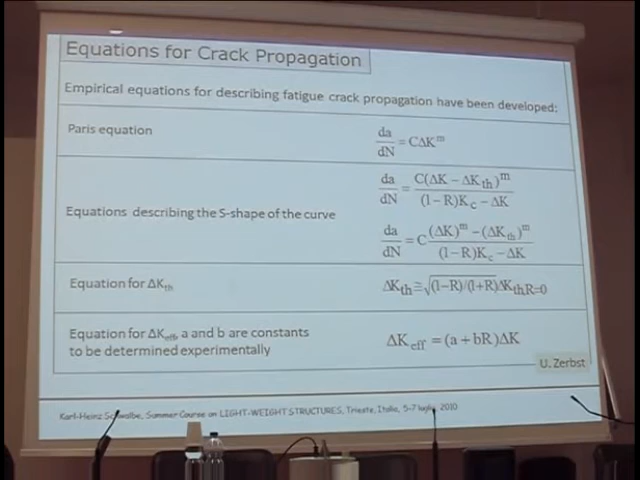 Equations for Crack Propagation
Empirical equations for describing fatigue crack propagation have been developed:
Paris equation
da/dN = CΔK^m
Equations describing the S-shape of the curve
da/dN = C(ΔK − ΔK_th)^m / ((1−R)K_c − ΔK)
da/dN = C ((ΔK)^m − (ΔK_th)^m) / ((1−R)K_c − ΔK)
Equation for ΔK_th
ΔK_th ≅ √((1−R)/(1+R)) ΔK_th,R=0
Equation for ΔK_eff, a and b are constants
to be determined experimentally
ΔK_eff = (a + bR)ΔK
U. Zerbst
Karl-Heinz Schwalbe, Summer Course on LIGHT-WEIGHT STRUCTURES, Trieste, Italia, 5-7 luglio, 2010